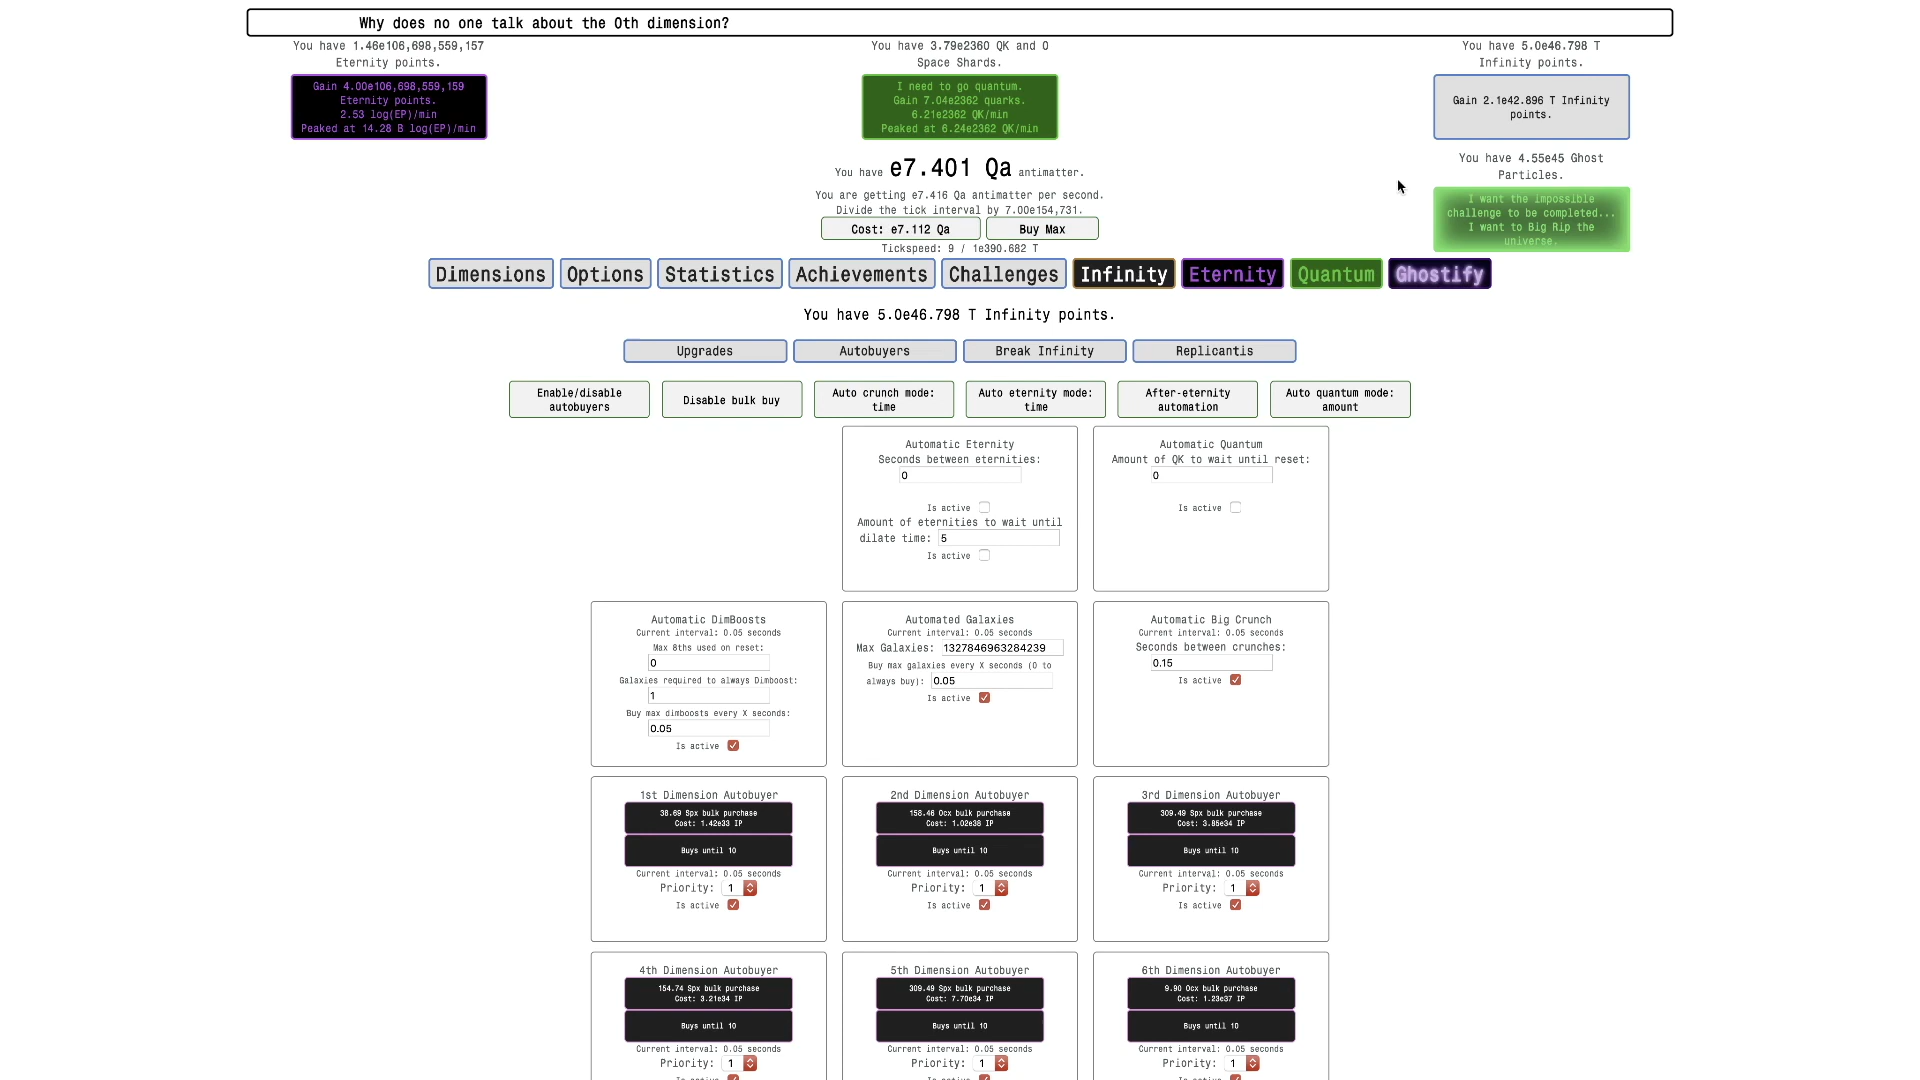 Why does no one talk about the 0th dimension?
You have 1.46e106,698,559,157
Eternity points.
Gain 4.00e106,698,559,159
Eternity points.
2.53 log(EP)/min
Peaked at 14.28 B log(EP)/min
You have 3.79e2360 QK and 0
Space Shards.
I need to go quantum.
Gain 7.04e2362 quarks.
6.21e2362 QK/min
Peaked at 6.24e2362 QK/min
You have 5.0e46.798 T
Infinity points.
Gain 2.1e42.896 T Infinity
points.
You have 4.55e45 Ghost
Particles.
I want the impossible
challenge to be completed...
I want to Big Rip the
universe.
You have e7.401 Qa antimatter.
You are getting e7.416 Qa antimatter per second.
Divide the tick interval by 7.00e154,731.
Cost: e7.112 Qa
Buy Max
Tickspeed: 9 / 1e390.682 T
Dimensions
Options
Statistics
Achievements
Challenges
Infinity
Eternity
Quantum
Ghostify
You have 5.0e46.798 T Infinity points.
Upgrades
Autobuyers
Break Infinity
Replicantis
Enable/disable
autobuyers
Disable bulk buy
Auto crunch mode:
time
Auto eternity mode:
time
After-eternity
automation
Auto quantum mode:
amount
Automatic Eternity
Seconds between eternities:
0
Is active
Amount of eternities to wait until
dilate time: 5
Is active
Automatic Quantum
Amount of QK to wait until reset:
0
Is active
Automatic DimBoosts
Current interval: 0.05 seconds
Max 8ths used on reset:
0
Galaxies required to always Dimboost:
1
Buy max dimboosts every X seconds:
0.05
Is active
Automated Galaxies
Current interval: 0.05 seconds
Max Galaxies: 1327846963284239
Buy max galaxies every X seconds (0 to
always buy): 0.05
Is active
Automatic Big Crunch
Current interval: 0.05 seconds
Seconds between crunches:
0.15
Is active
1st Dimension Autobuyer
38.69 Spx bulk purchase
Cost: 1.42e33 IP
Buys until 10
Current interval: 0.05 seconds
Priority: 1
Is active
2nd Dimension Autobuyer
158.46 Ocx bulk purchase
Cost: 1.02e38 IP
Buys until 10
Current interval: 0.05 seconds
Priority: 1
Is active
3rd Dimension Autobuyer
309.49 Spx bulk purchase
Cost: 3.85e34 IP
Buys until 10
Current interval: 0.05 seconds
Priority: 1
Is active
4th Dimension Autobuyer
154.74 Spx bulk purchase
Cost: 3.21e34 IP
Buys until 10
Current interval: 0.05 seconds
Priority: 1
Is active
5th Dimension Autobuyer
309.49 Spx bulk purchase
Cost: 7.70e34 IP
Buys until 10
Current interval: 0.05 seconds
Priority: 1
Is active
6th Dimension Autobuyer
9.90 Ocx bulk purchase
Cost: 1.23e37 IP
Buys until 10
Current interval: 0.05 seconds
Priority: 1
Is active